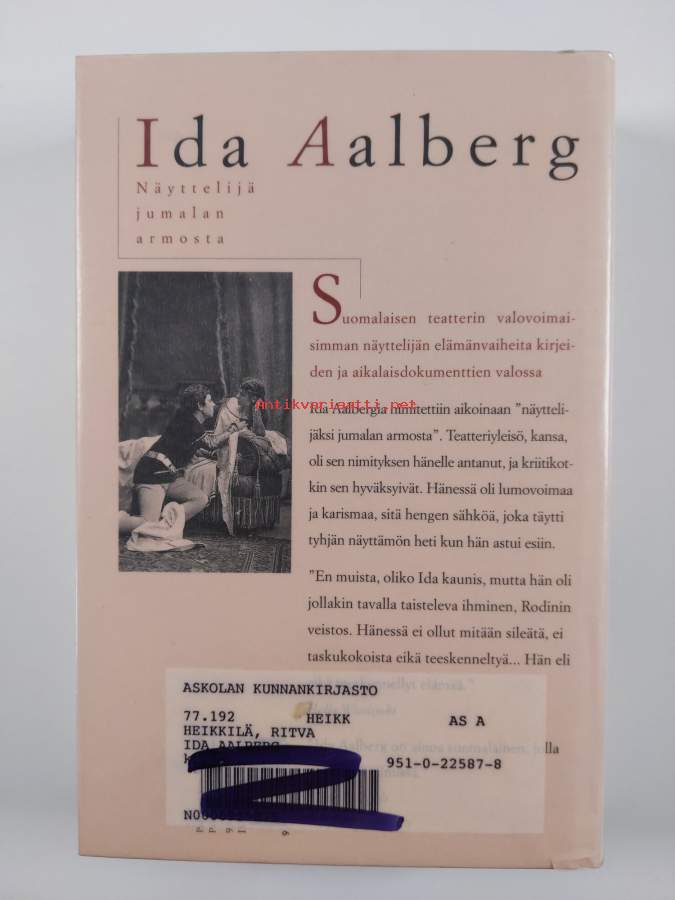 Ida Aalberg
Näyttelijä
jumalan
armosta
Suomalaisen teatterin valovoimai-
simman näyttelijän elämänvaiheita kirjei-
den ja aikalaisdokumenttien valossa
Antikvariaatti.net
Ida Aalbergia nimitettiin aikoinaan ”näytteli-
jäksi jumalan armosta”. Teatteriyleisö, kansa,
oli sen nimityksen hänelle antanut, ja kriitikot-
kin sen hyväksyivät. Hänessä oli lumovoimaa
ja karismaa, sitä hengen sähköä, joka täytti
tyhjän näyttämön heti kun hän astui esiin.
”En muista, oliko Ida kaunis, mutta hän oli
jollakin tavalla taisteleva ihminen, Rodinin
veistos. Hänessä ei ollut mitään sileätä, ei
taskukokoista eikä teeskenneltyä... Hän eli
ASKOLAN KUNNANKIRJASTO
77.192 HEIKK AS A
HEIKKILÄ, RITVA
IDA AALBERG
951-0-22587-8